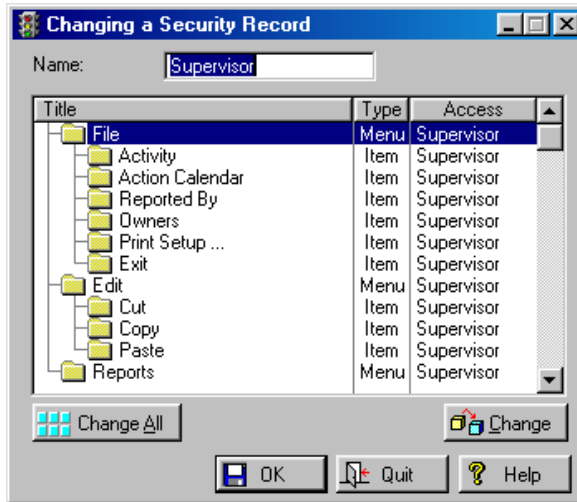 Changing a Security Record
Name: Supervisor
Title Type Access
File Menu Supervisor
Activity Item Supervisor
Action Calendar Item Supervisor
Reported By Item Supervisor
Owners Item Supervisor
Print Setup ... Item Supervisor
Exit Item Supervisor
Edit Menu Supervisor
Cut Item Supervisor
Copy Item Supervisor
Paste Item Supervisor
Reports Menu Supervisor
Change All Change
OK Quit Help